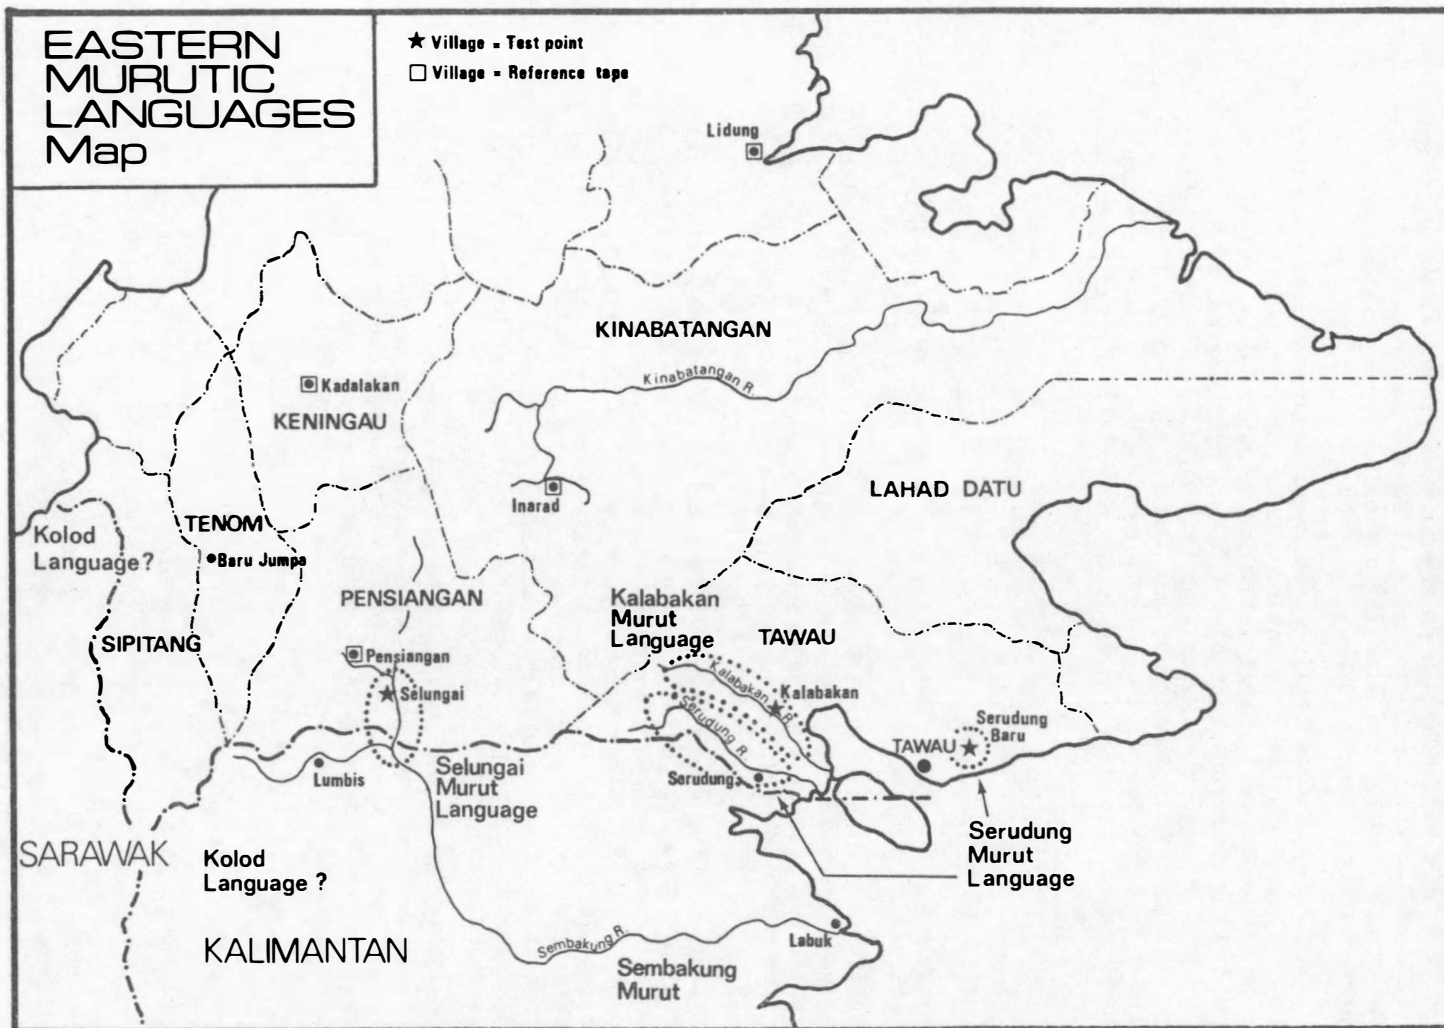 EASTERN
MURUTIC
LANGUAGES
Map
★ Village = Test point
□ Village = Reference tape
Lidung
KINABATANGAN
Kinabatangan R.
Kadalakan
KENINGAU
Inarad
LAHAD DATU
Kolod
Language?
TENOM
Baru Jumpa
PENSIANGAN
Kalabakan
Murut
Language
TAWAU
SIPITANG
Pensiangan
Selungai
Kalabakan R.
Kalabakan
Serudung R.
Serudung
Baru
TAWAU
Lumbis
Selungai
Murut
Language
Serudung
Serudung
Murut
Language
SARAWAK
Kolod
Language ?
KALIMANTAN
Sembakung R.
Labuk
Sembakung
Murut